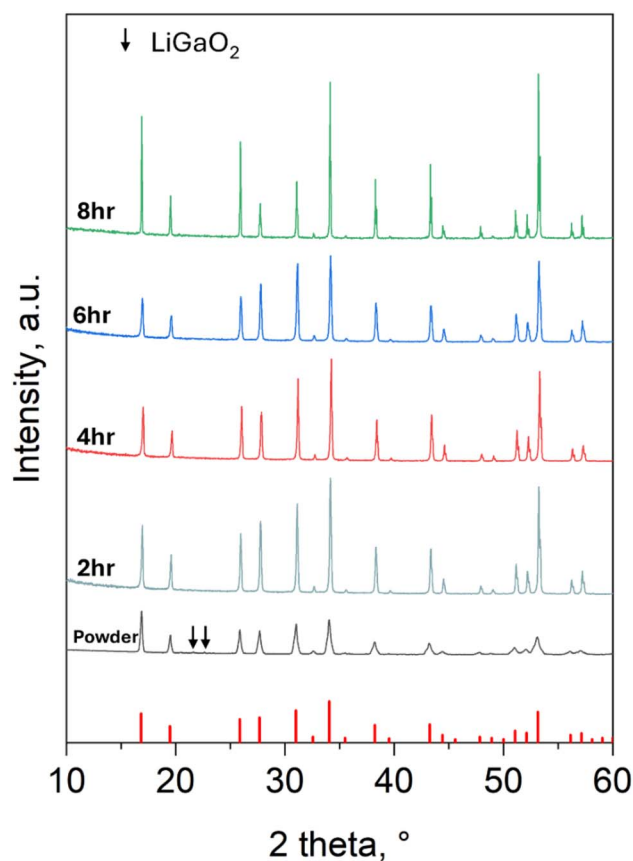 ↓ LiGaO₂
8hr
6hr
4hr
2hr
Powder
Intensity, a.u.
10 20 30 40 50 60
2 theta, °